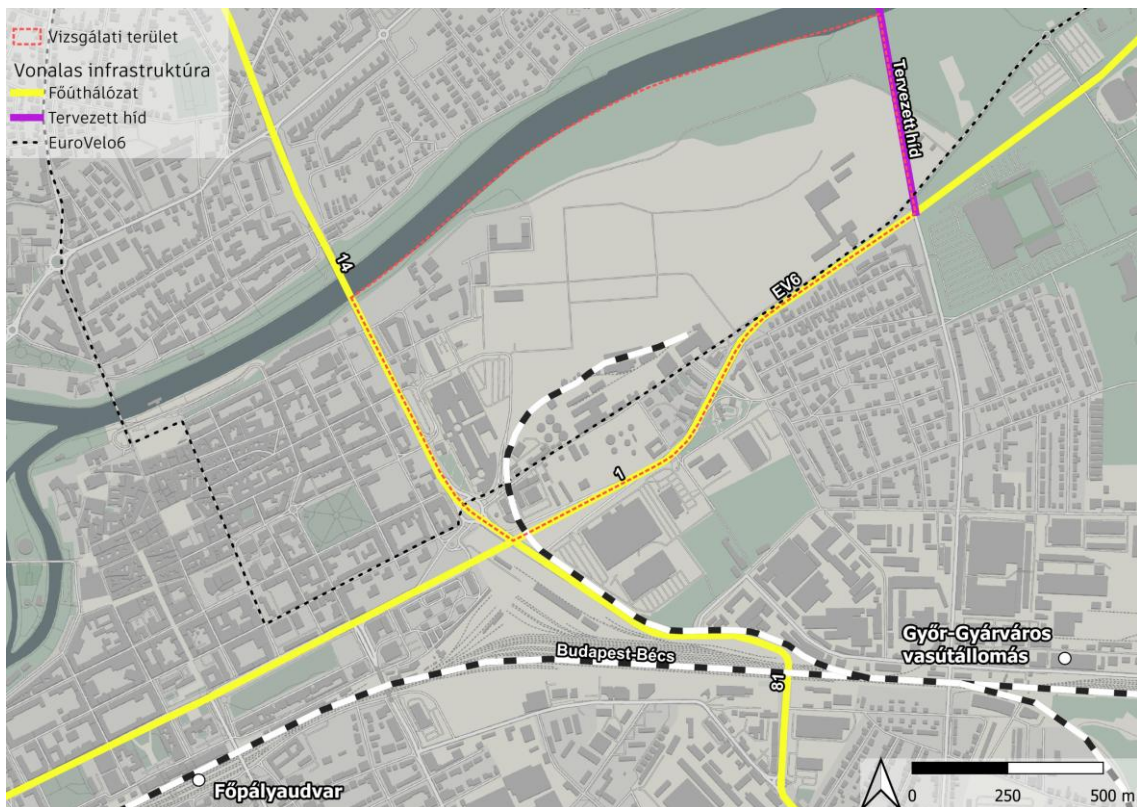 Vizsgálati terület
Vonalas infrastruktúra
Főúthálózat
Tervezett híd
EuroVelo6
Tervezett híd
14
EV6
1
Budapest-Bécs
81
Győr-Gyárváros
vasútállomás
Főpályaudvar
0 250 500 m